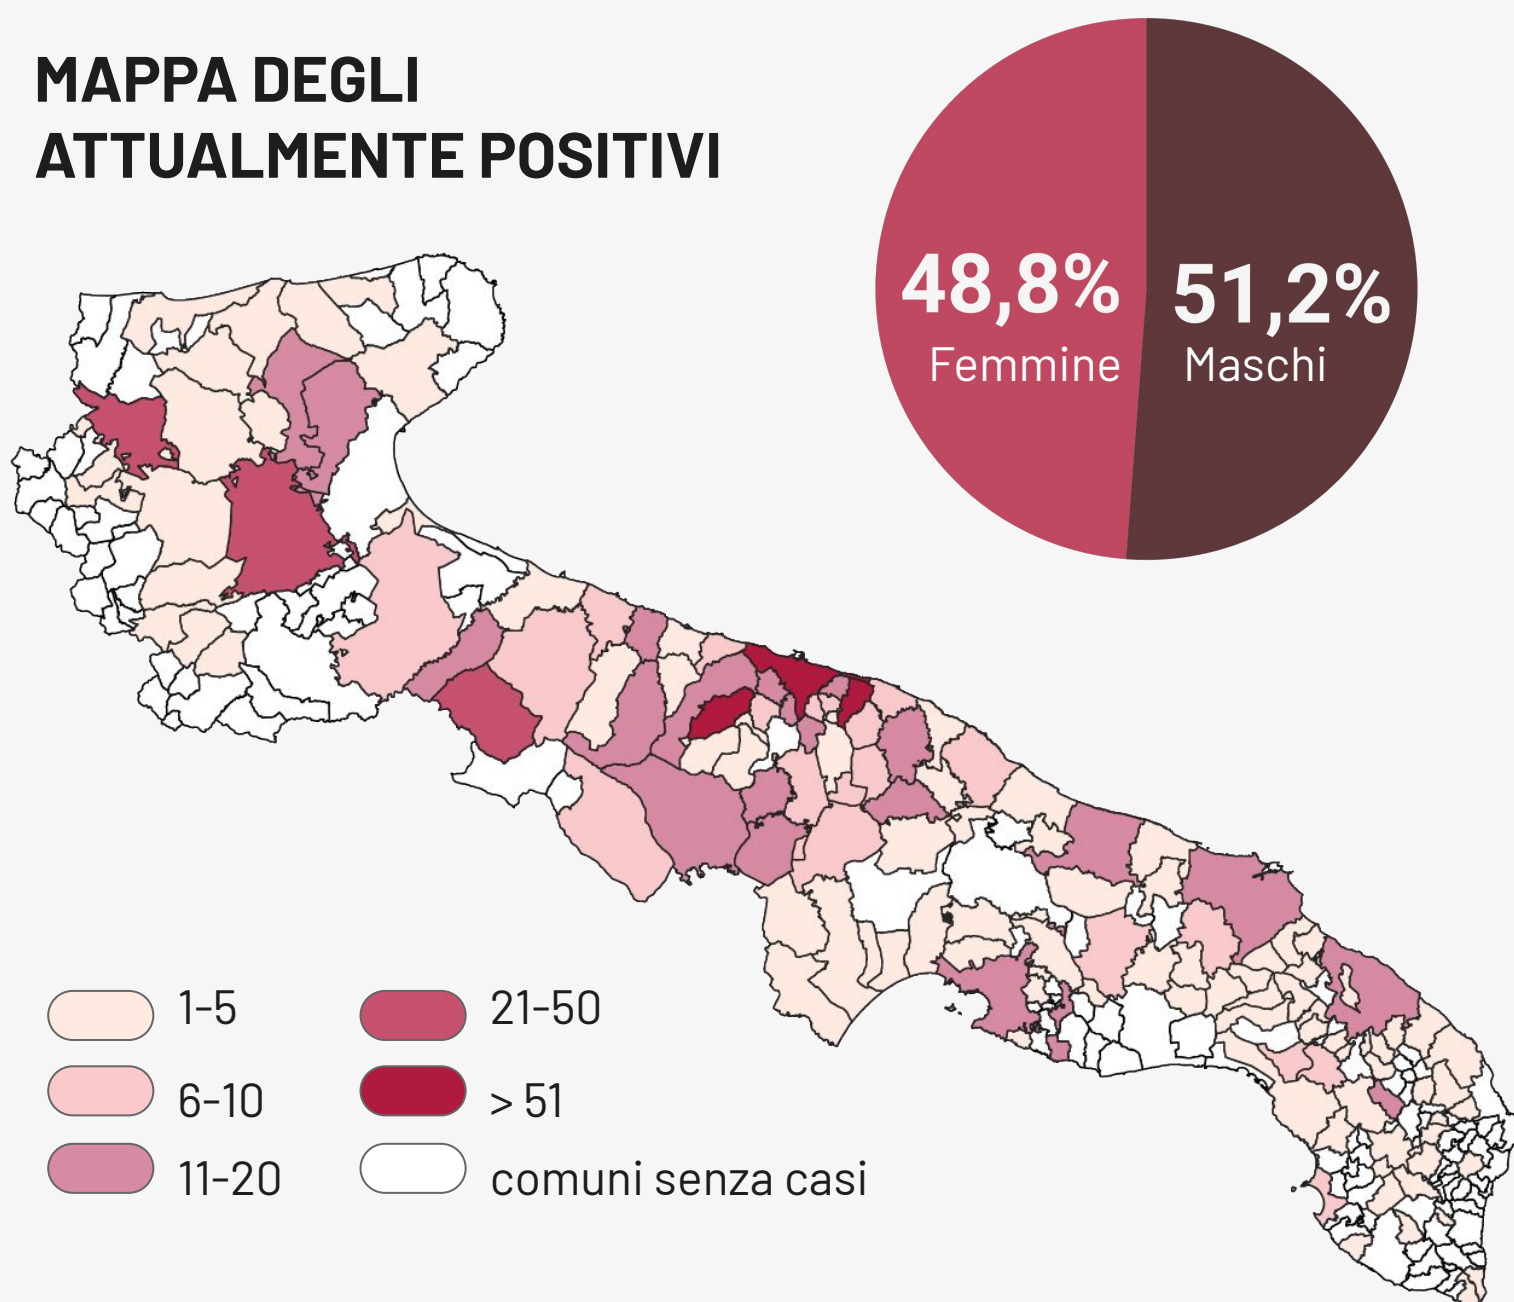 MAPPA DEGLI
ATTUALMENTE POSITIVI
48,8%
Femmine
51,2%
Maschi
1-5
6-10
11-20
21-50
> 51
comuni senza casi